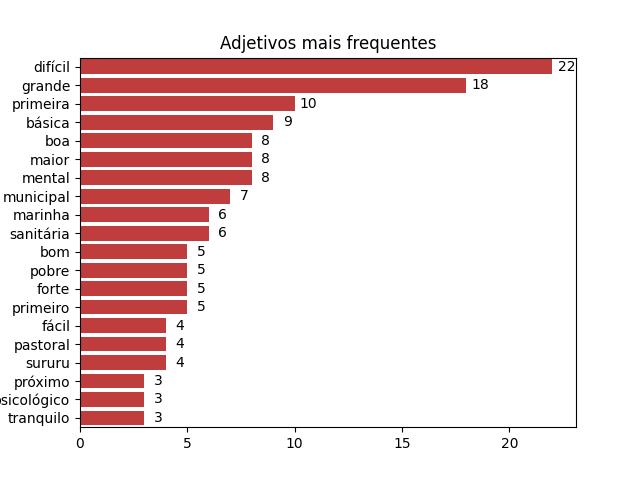 Adjetivos mais frequentes
difícil 22
grande 18
primeira 10
básica 9
boa 8
maior 8
mental 8
municipal 7
marinha 6
sanitária 6
bom 5
pobre 5
forte 5
primeiro 5
fácil 4
pastoral 4
sururu 4
próximo 3
sicológico 3
tranquilo 3
0 5 10 15 20